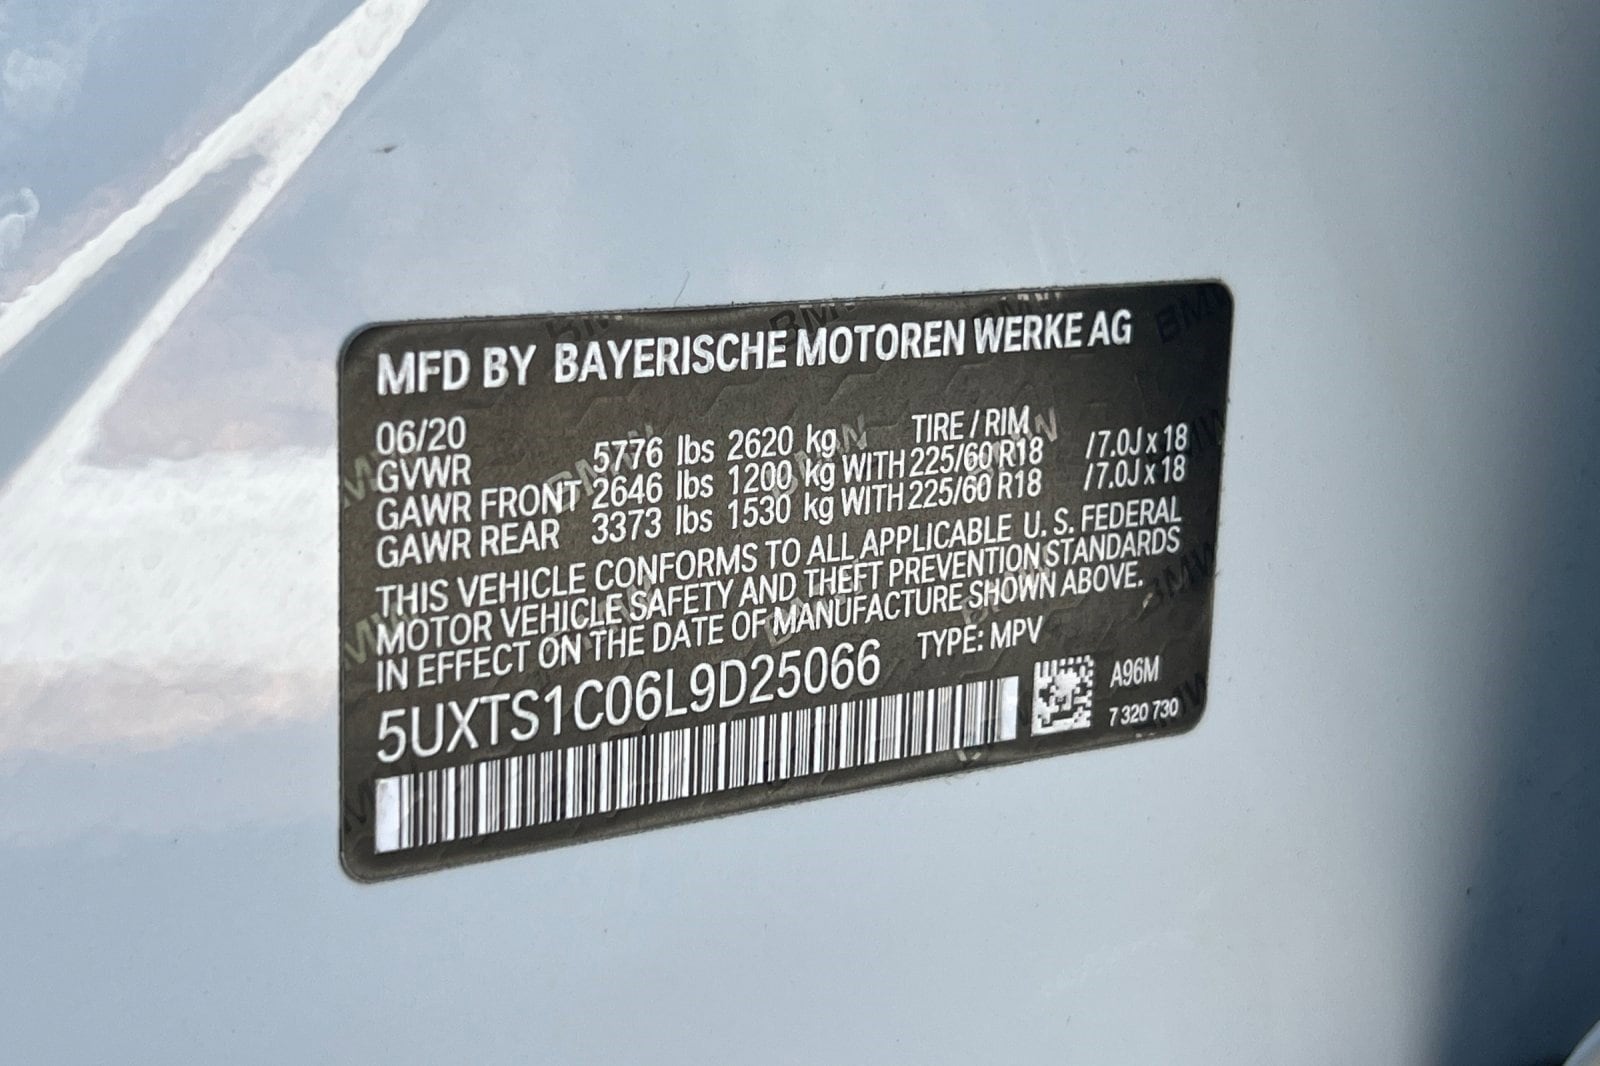 MFD BY BAYERISCHE MOTOREN WERKE AG
06/20 TIRE / RIM
GVWR 5776 lbs 2620 kg
GAWR FRONT 2646 lbs 1200 kg WITH 225/60 R18 /7.0J x 18
GAWR REAR 3373 lbs 1530 kg WITH 225/60 R18 /7.0J x 18
THIS VEHICLE CONFORMS TO ALL APPLICABLE U. S. FEDERAL
MOTOR VEHICLE SAFETY AND THEFT PREVENTION STANDARDS
IN EFFECT ON THE DATE OF MANUFACTURE SHOWN ABOVE.
5UXTS1C06L9D25066 TYPE: MPV
A96M
7 320 730